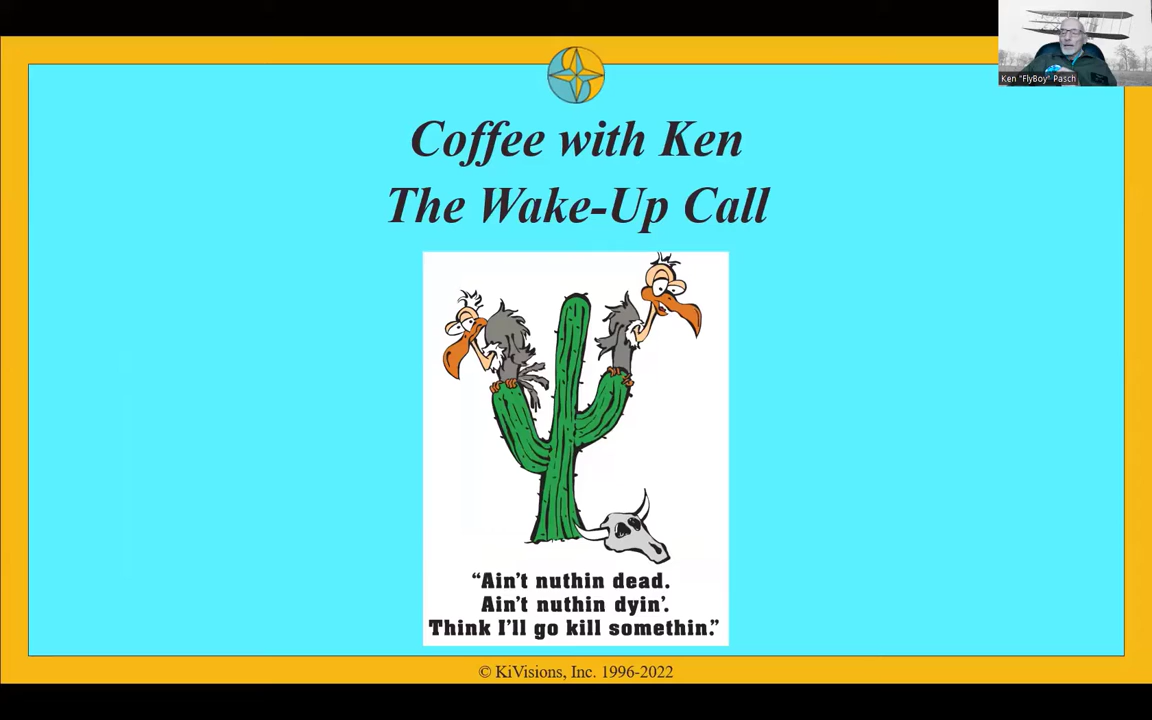 Ken "FlyBoy" Pasch
Coffee with Ken
The Wake-Up Call
“Ain’t nuthin dead.
Ain’t nuthin dyin’.
Think I’ll go kill somethin.”
© KiVisions, Inc. 1996-2022